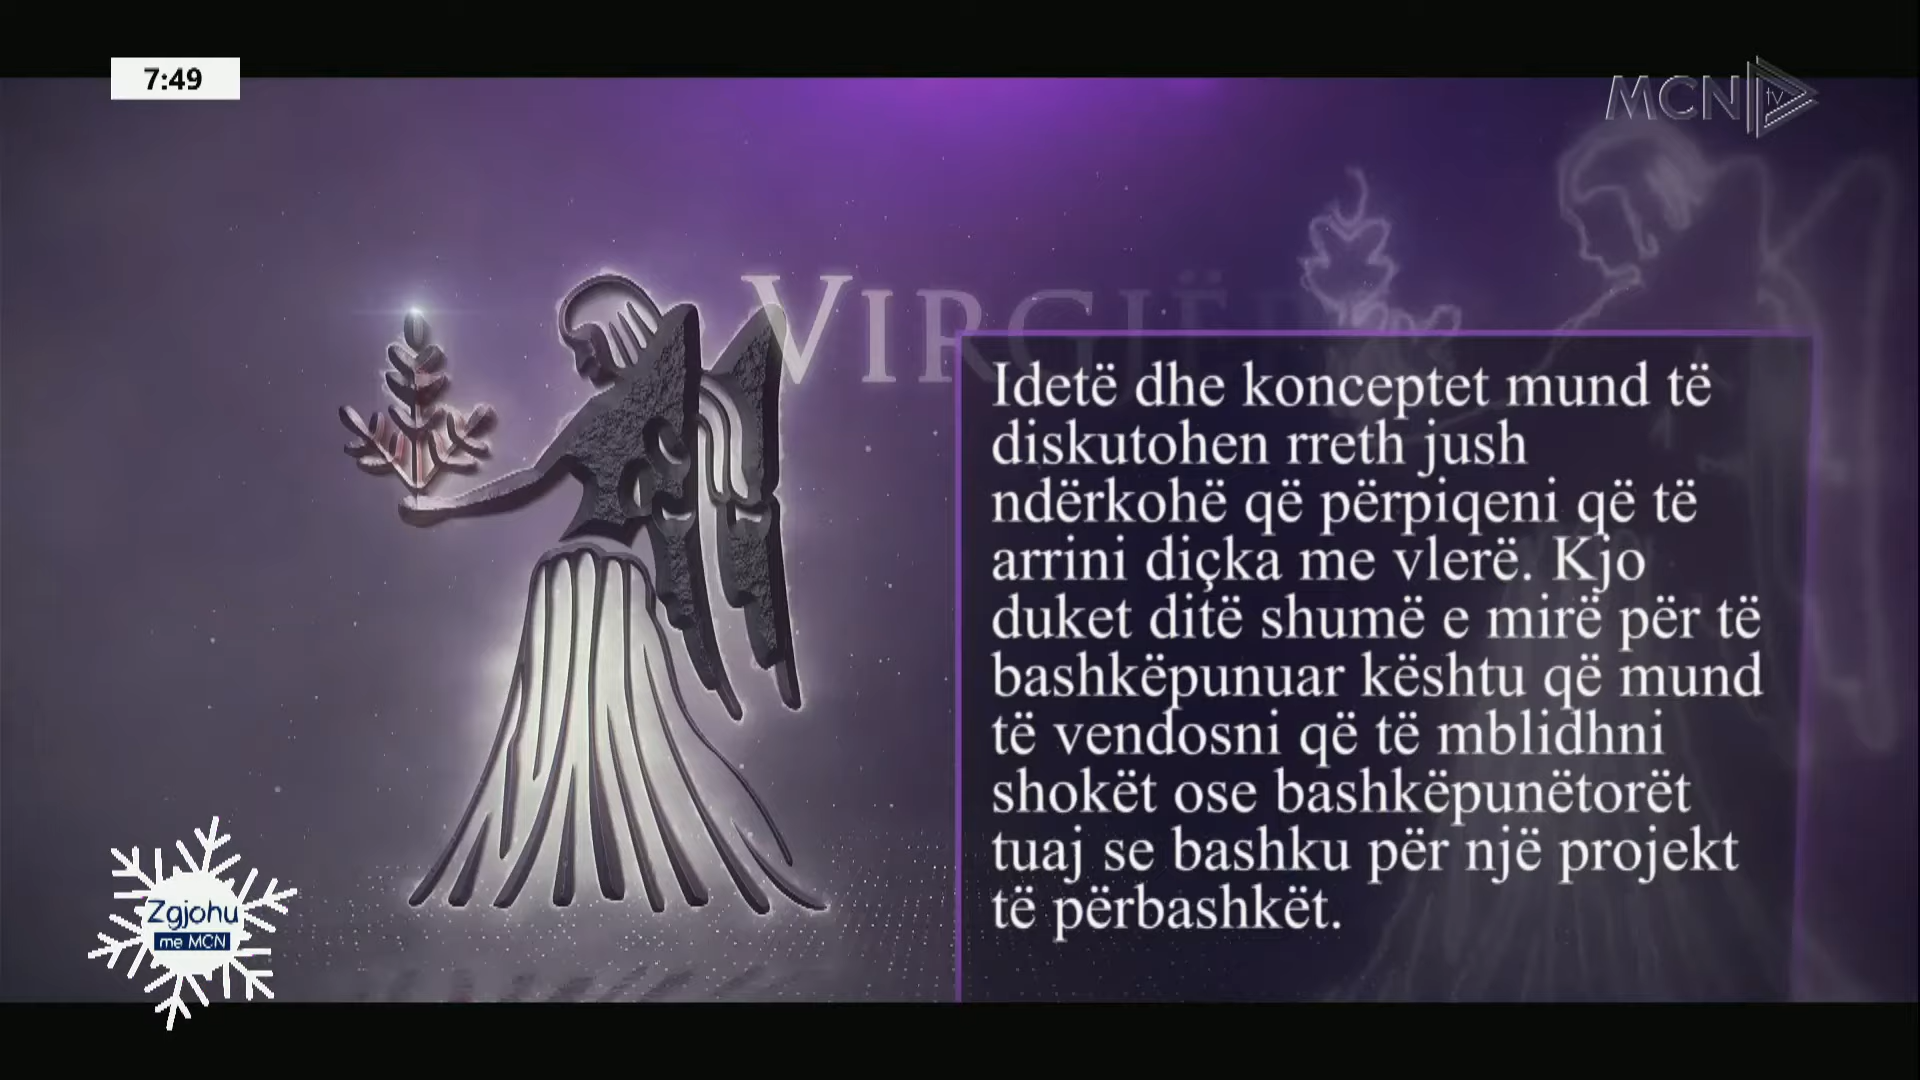 7:49
MCN tv
Idetë dhe konceptet mund të
diskutohen rreth jush
ndërkohë që përpiqeni që të
arrini diçka me vlerë. Kjo
duket ditë shumë e mirë për të
bashkëpunuar kështu që mund
të vendosni që të mblidhni
shokët ose bashkëpunëtorët
tuaj se bashku për një projekt
të përbashkët.
Zgjohu
me MCN